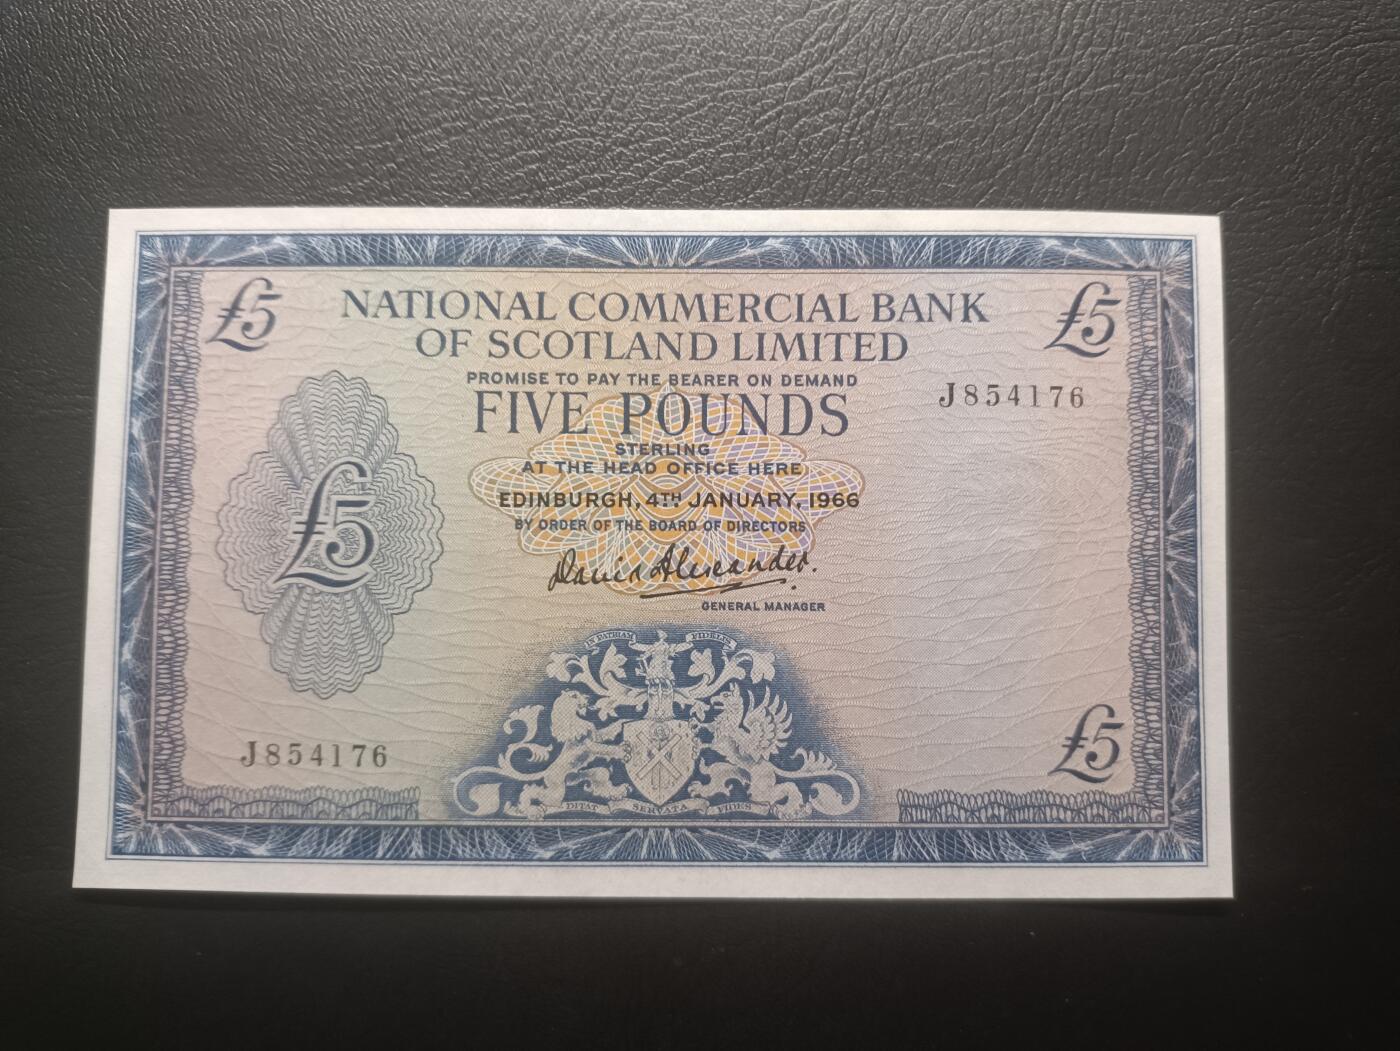 £5
NATIONAL COMMERCIAL BANK
£5
OF SCOTLAND LIMITED
PROMISE TO PAY THE BEARER ON DEMAND
J854176
FIVE POUNDS
STERLING
AT THE HEAD OFFICE HERE
£5
EDINBURGH, 4TH JANUARY, 1966
BY ORDER OF THE BOARD OF DIRECTORS
David Alexander.
GENERAL MANAGER
IN PATRIAM FIDELIS
J854176
£5
DITAT SERVATA FIDES